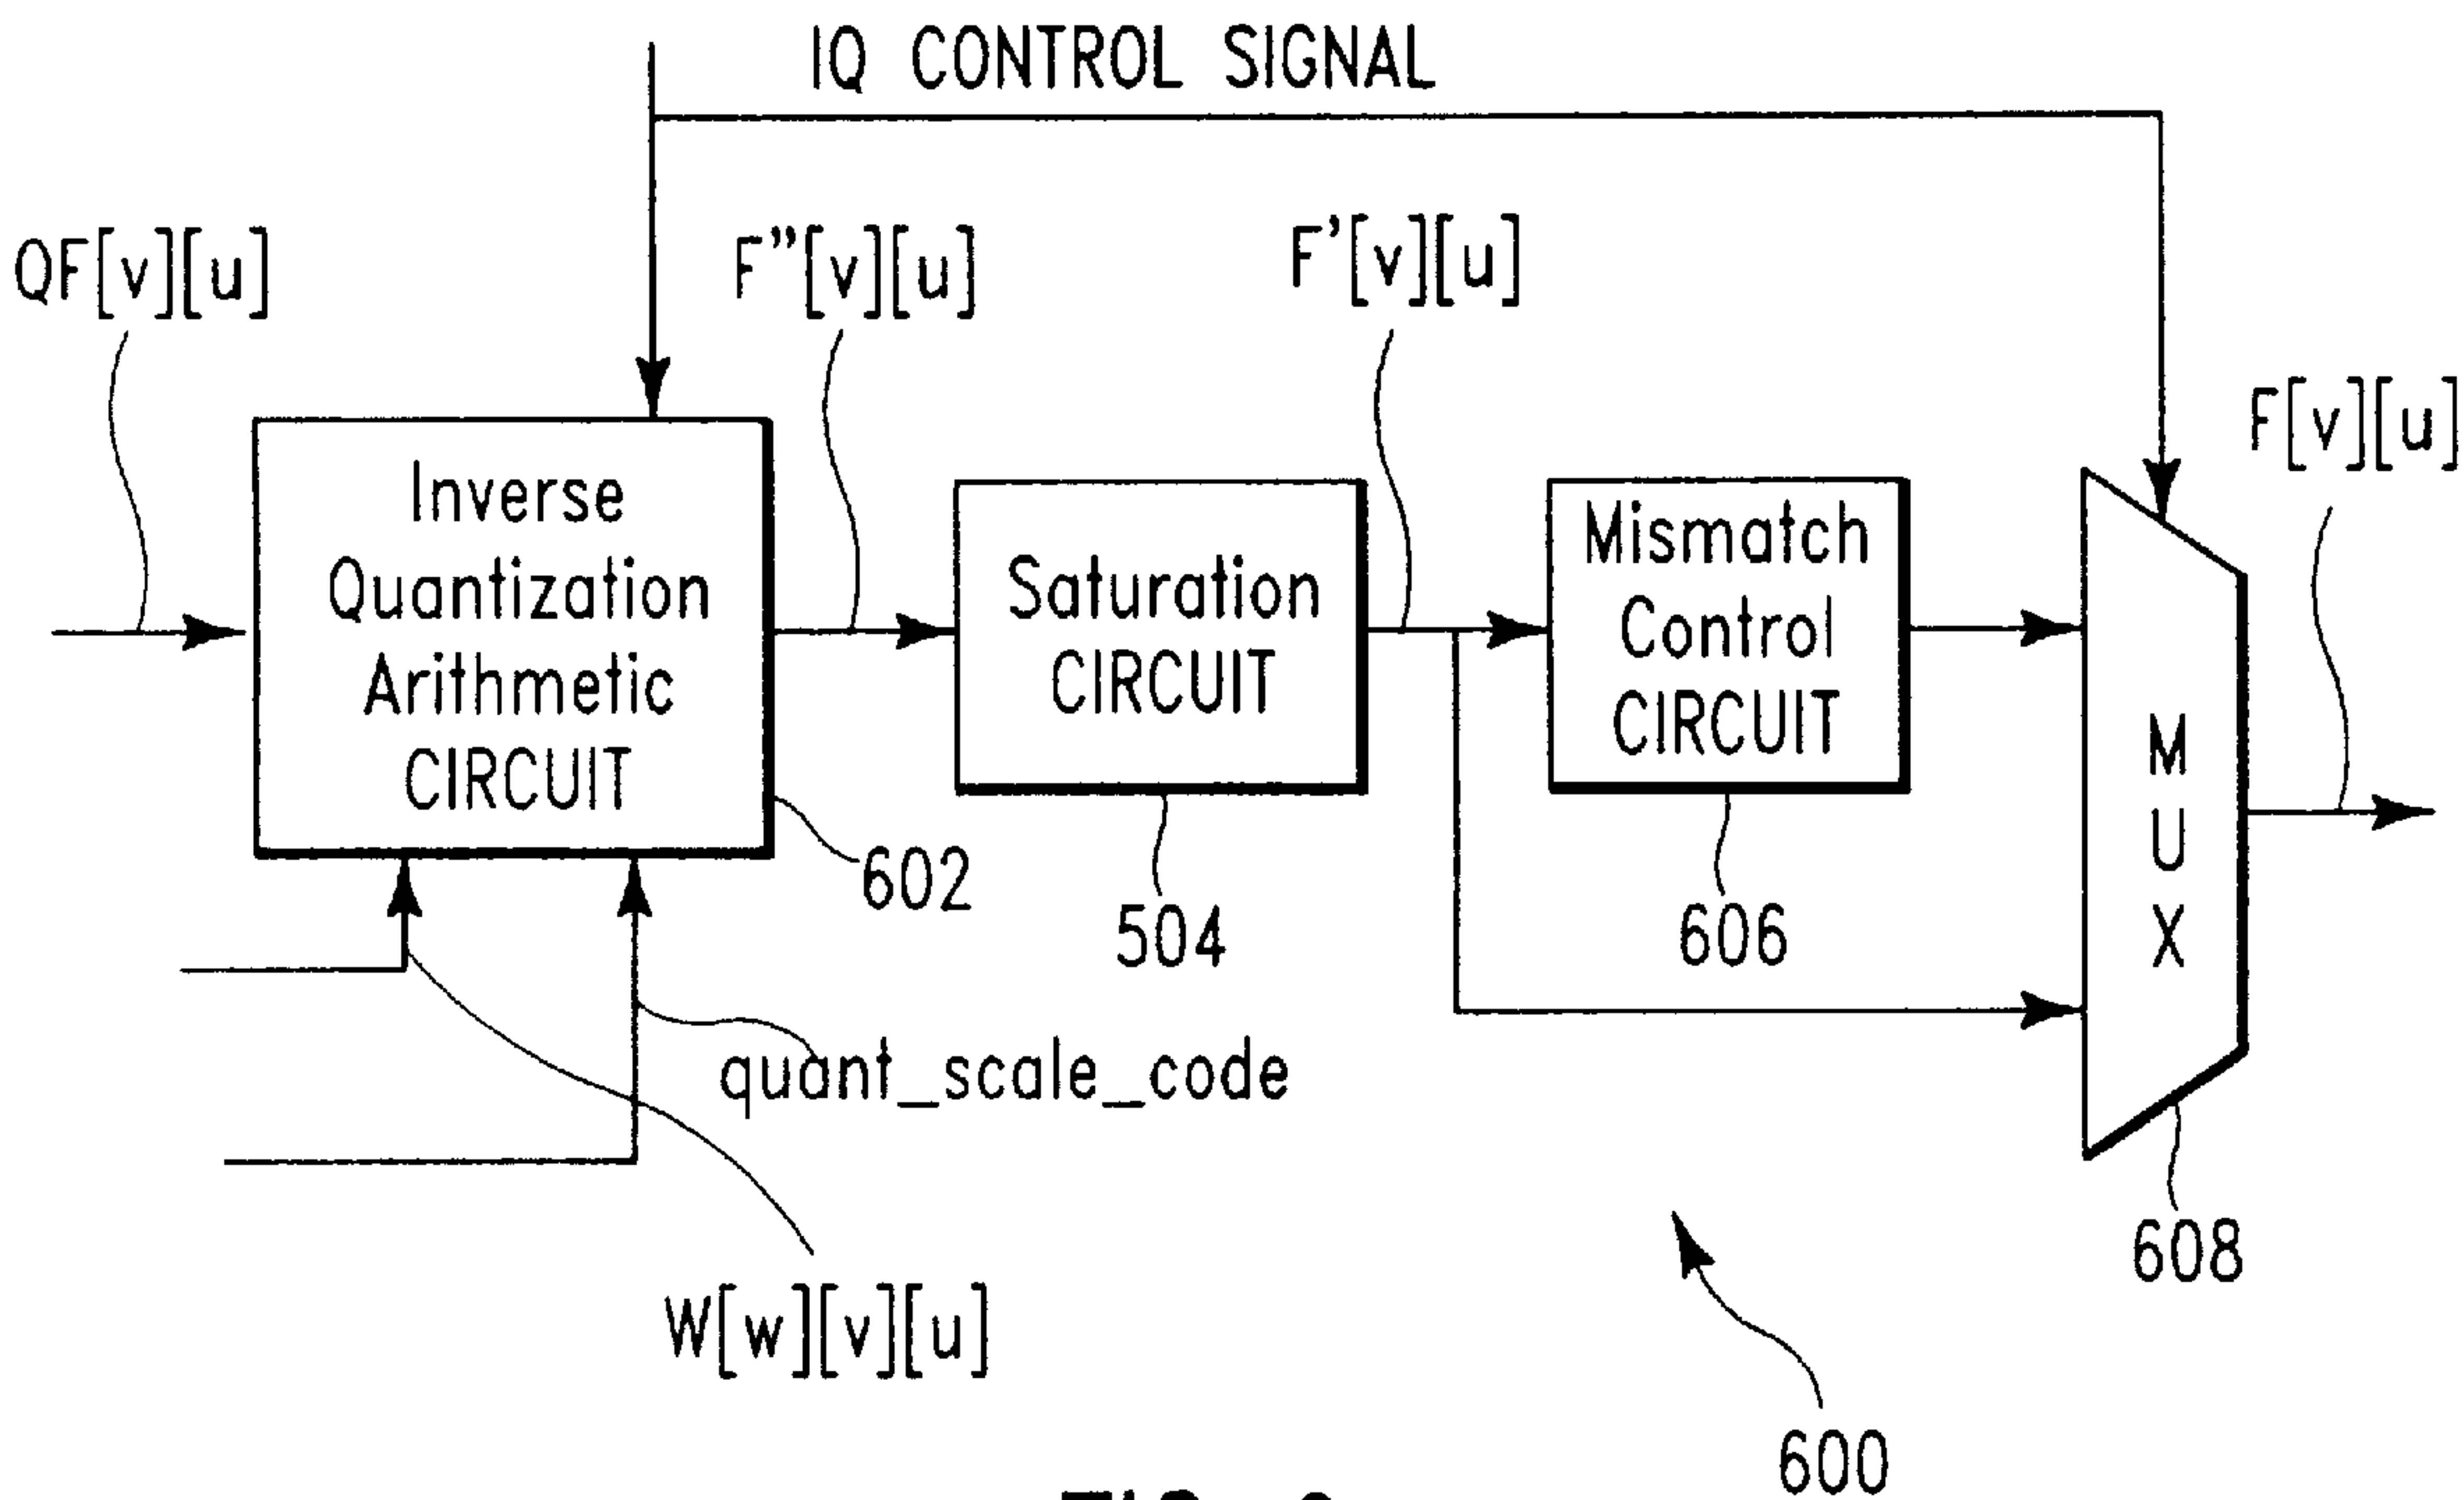 IQ CONTROL SIGNAL
QF[v][u]
F"[v][u]
F'[v][u]
F[v][u]
Inverse
Quantization
Arithmetic
CIRCUIT
Saturation
CIRCUIT
Mismatch
Control
CIRCUIT
M
U
X
602
504
606
quant_scale_code
608
W[w][v][u]
600